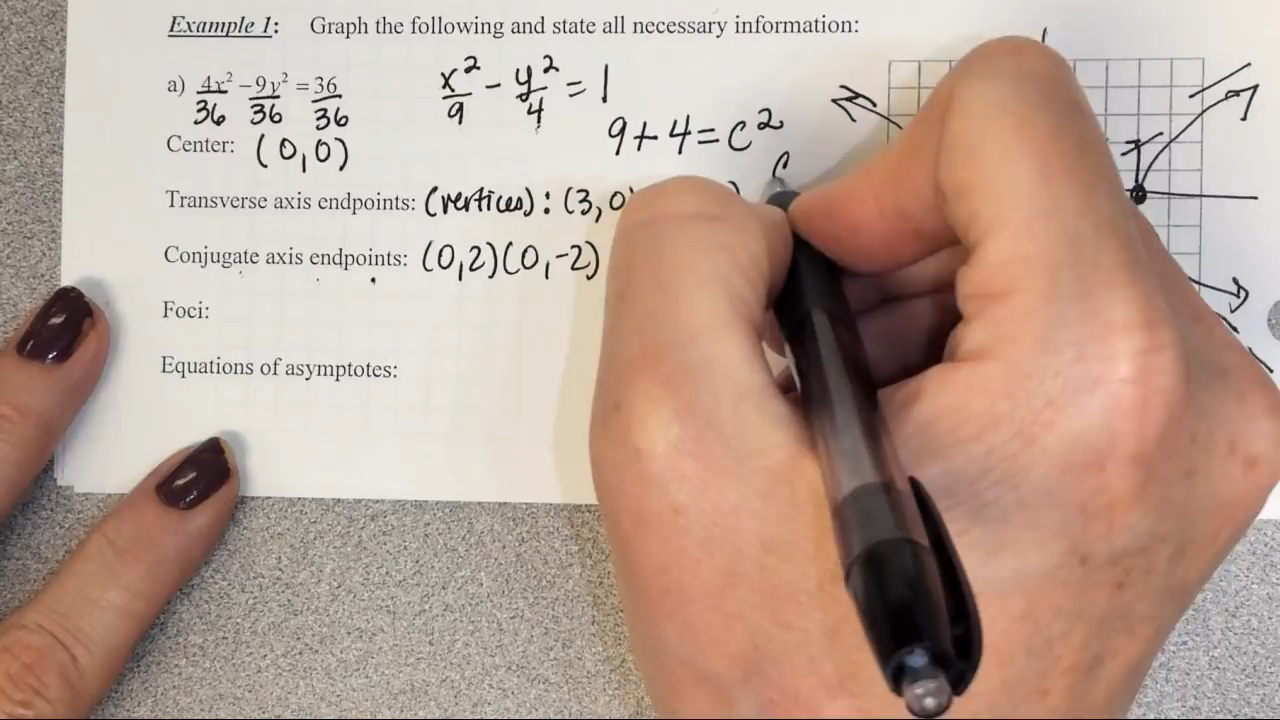 Example 1: Graph the following and state all necessary information:
a) 4x² - 9y² = 36
36 36 36
x²/9 - y²/4 = 1
9 + 4 = c²
Center: (0,0)
Transverse axis endpoints: (vertices): (3,0
Conjugate axis endpoints: (0,2)(0,-2)
Foci:
Equations of asymptotes: